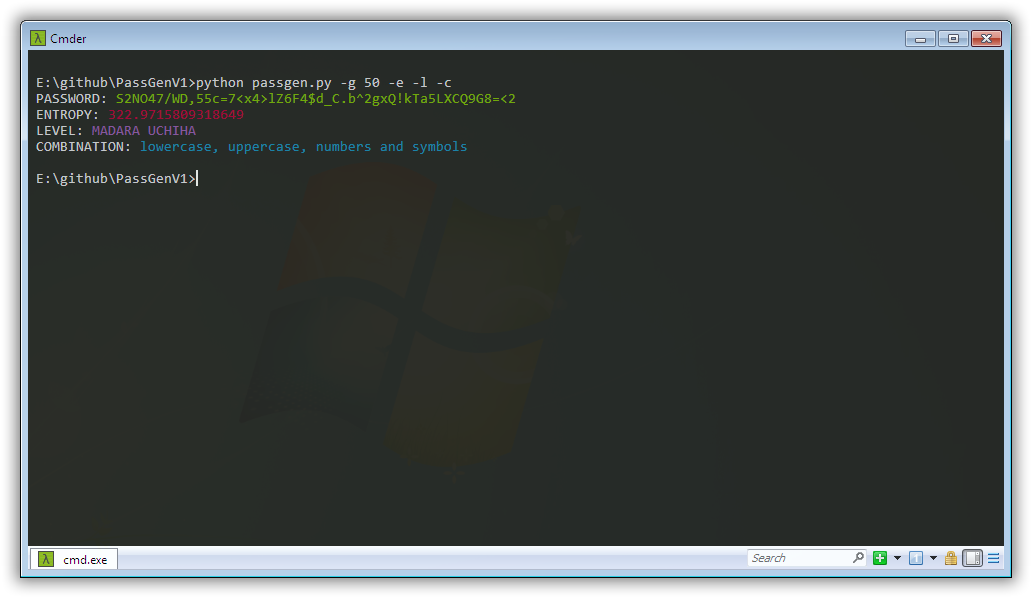 Cmder
E:\github\PassGenV1>python passgen.py -g 50 -e -l -c
PASSWORD: S2NO47/WD,55c=7<x4>lZ6F4$d_C.b^2gxQ!kTa5LXCQ9G8=<2
ENTROPY: 322.9715809318649
LEVEL: MADARA UCHIHA
COMBINATION: lowercase, uppercase, numbers and symbols
E:\github\PassGenV1>
cmd.exe
Search